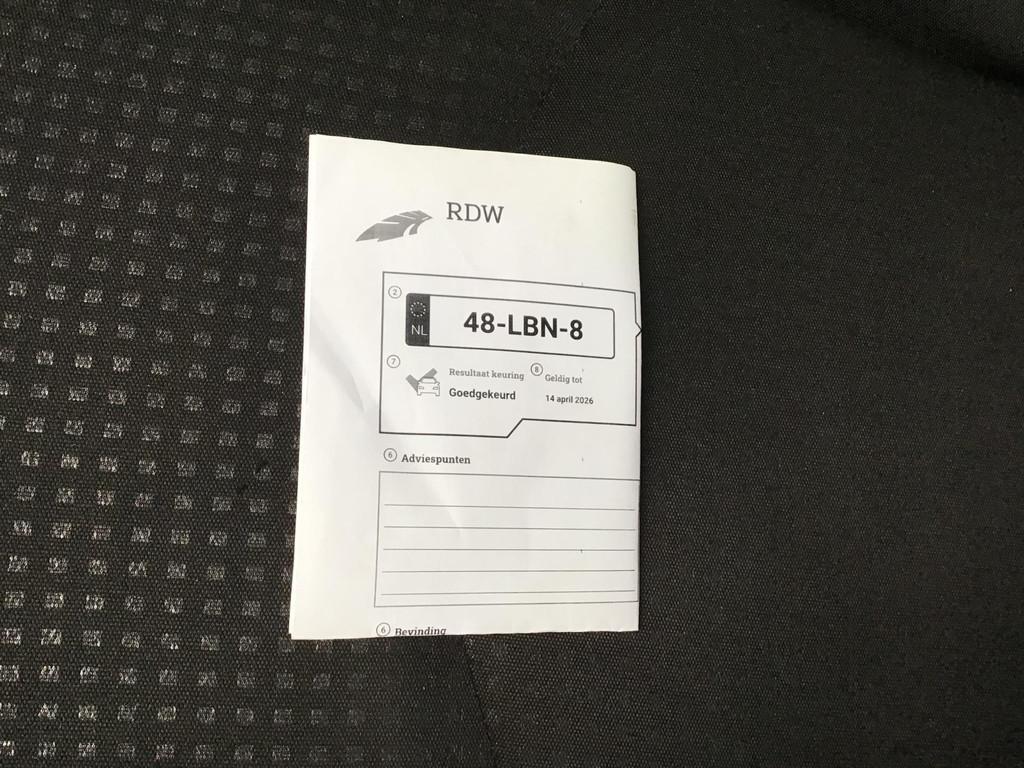 RDW
2
NL 48-LBN-8
7 Resultaat keuring 8 Geldig tot
Goedgekeurd 14 april 2026
6 Adviespunten
6 Bevinding